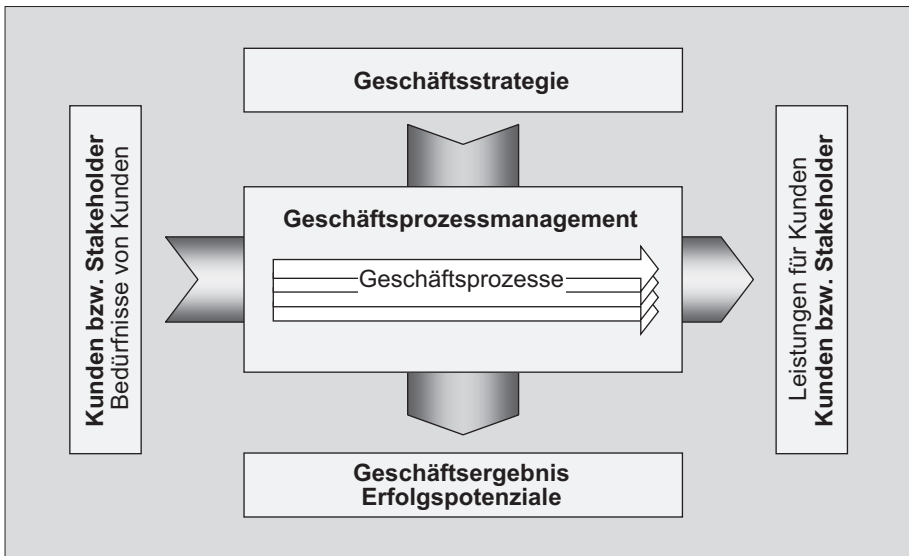 Geschäftsstrategie
Kunden bzw. Stakeholder
Bedürfnisse von Kunden
Geschäftsprozessmanagement
Geschäftsprozesse
Leistungen für Kunden
Kunden bzw. Stakeholder
Geschäftsergebnis
Erfolgspotenziale